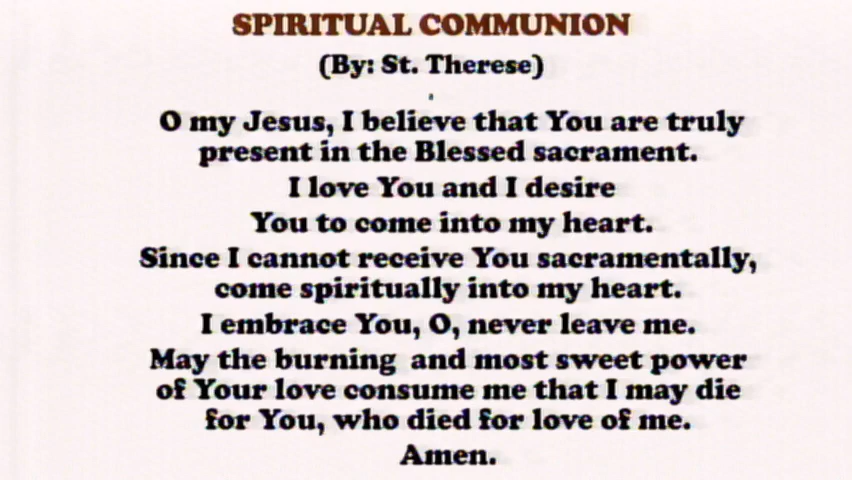 SPIRITUAL COMMUNION
(By: St. Therese)
O my Jesus, I believe that You are truly
present in the Blessed sacrament.
I love You and I desire
You to come into my heart.
Since I cannot receive You sacramentally,
come spiritually into my heart.
I embrace You, O, never leave me.
May the burning and most sweet power
of Your love consume me that I may die
for You, who died for love of me.
Amen.